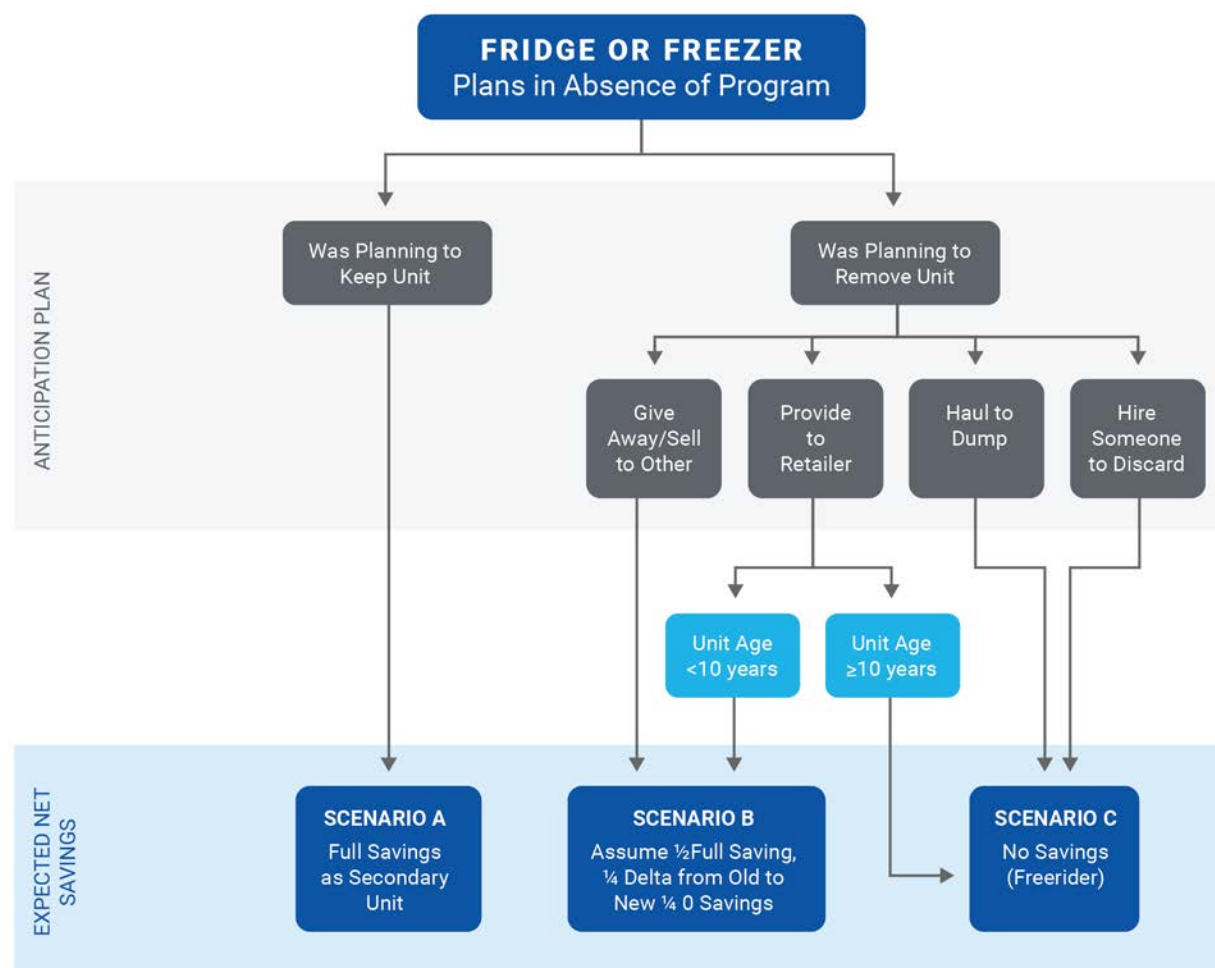 FRIDGE OR FREEZER
Plans in Absence of Program
ANTICIPATION PLAN
Was Planning to
Keep Unit
Was Planning to
Remove Unit
Give
Away/Sell
to Other
Provide
to
Retailer
Haul to
Dump
Hire
Someone
to Discard
Unit Age
<10 years
Unit Age
≥10 years
EXPECTED NET
SAVINGS
SCENARIO A
Full Savings
as Secondary
Unit
SCENARIO B
Assume ½Full Saving,
¼ Delta from Old to
New ¼ 0 Savings
SCENARIO C
No Savings
(Freerider)